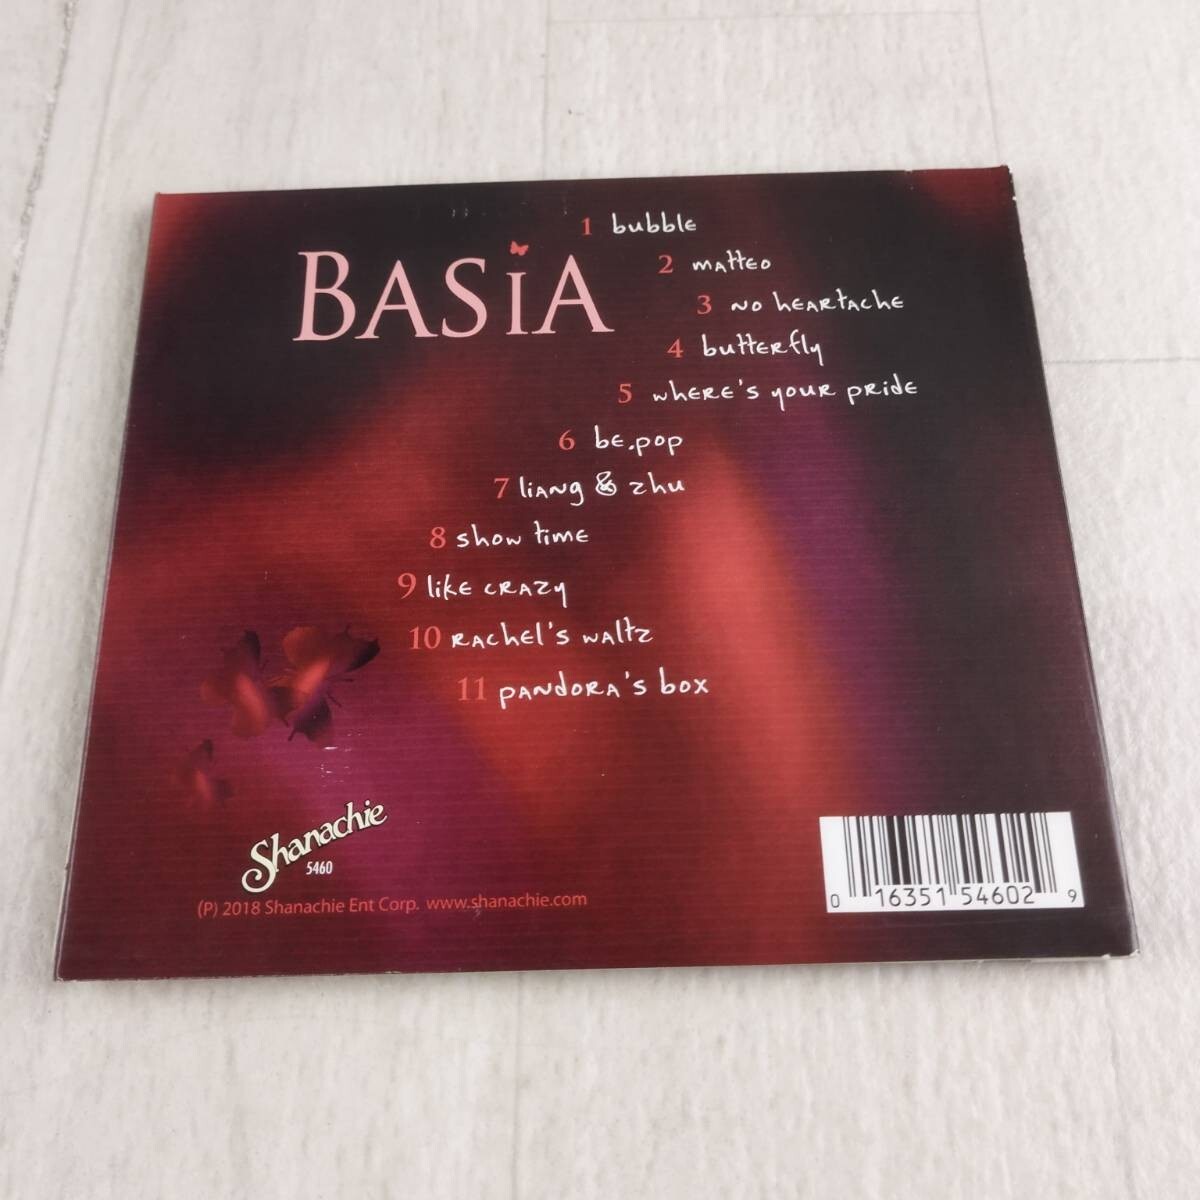 BASiA
1 bubble
2 matteo
3 no heartache
4 butterfly
5 where's your pride
6 be.pop
7 liang & zhu
8 show time
9 like crazy
10 rachel's waltz
11 pandora's box
Shanachie
5460
(P) 2018 Shanachie Ent Corp. www.shanachie.com
0 16351 54602 9